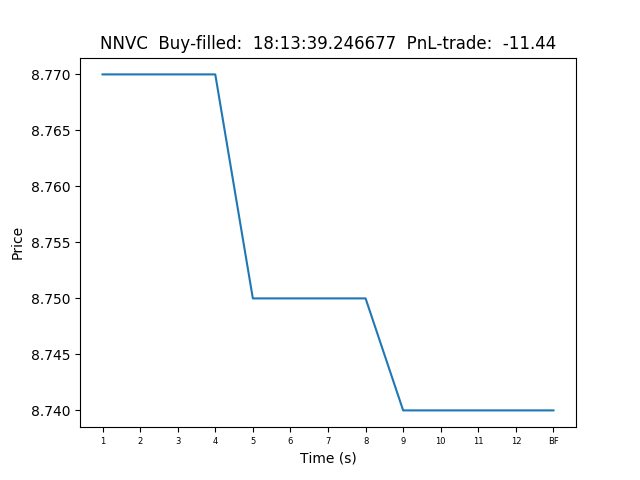 NNVC  Buy-filled:  18:13:39.246677  PnL-trade:  -11.44
8.770
8.765
8.760
8.755
8.750
8.745
8.740
Price
1 2 3 4 5 6 7 8 9 10 11 12 BF
Time (s)